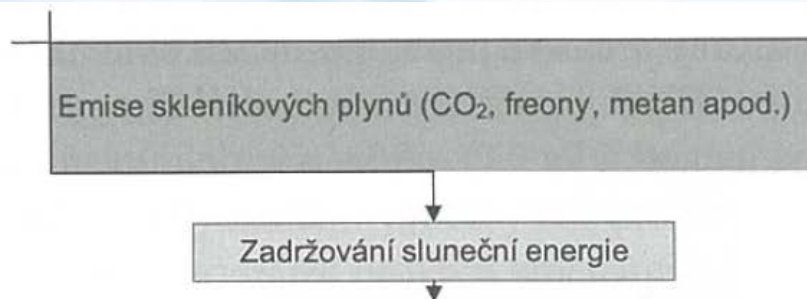 Emise skleníkových plynů (CO₂, freony, metan apod.)
Zadržování sluneční energie